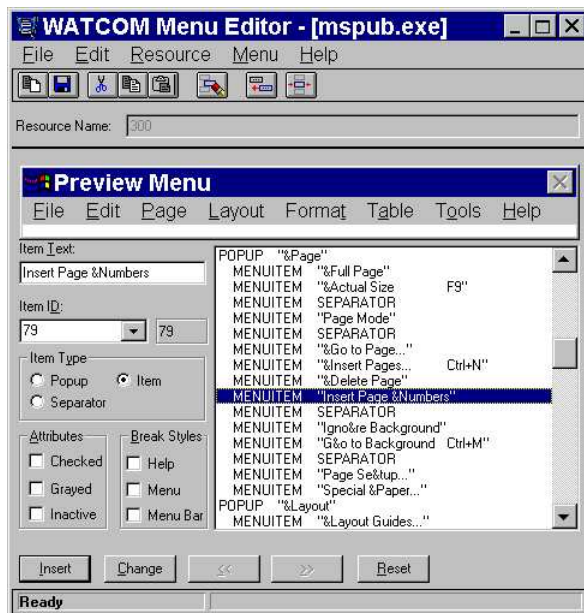 WATCOM Menu Editor - [mspub.exe]
File Edit Resource Menu Help
Resource Name: 300
Preview Menu
File Edit Page Layout Format Table Tools Help
Item Text:
Insert Page &Numbers
Item ID:
79 79
Item Type
Popup Item
Separator
Attributes
Checked
Grayed
Inactive
Break Styles
Help
Menu
Menu Bar
POPUP "&Page"
MENUITEM "&Full Page"
MENUITEM "&Actual Size F9"
MENUITEM SEPARATOR
MENUITEM "Page Mode"
MENUITEM SEPARATOR
MENUITEM "&Go to Page..."
MENUITEM "&Insert Pages... Ctrl+N"
MENUITEM "&Delete Page"
MENUITEM "Insert Page &Numbers"
MENUITEM SEPARATOR
MENUITEM "Igno&re Background"
MENUITEM "G&o to Background Ctrl+M"
MENUITEM SEPARATOR
MENUITEM "Page Se&tup..."
MENUITEM "Special &Paper..."
POPUP "&Layout"
MENUITEM "&Layout Guides..."
Insert Change << >> Reset
Ready